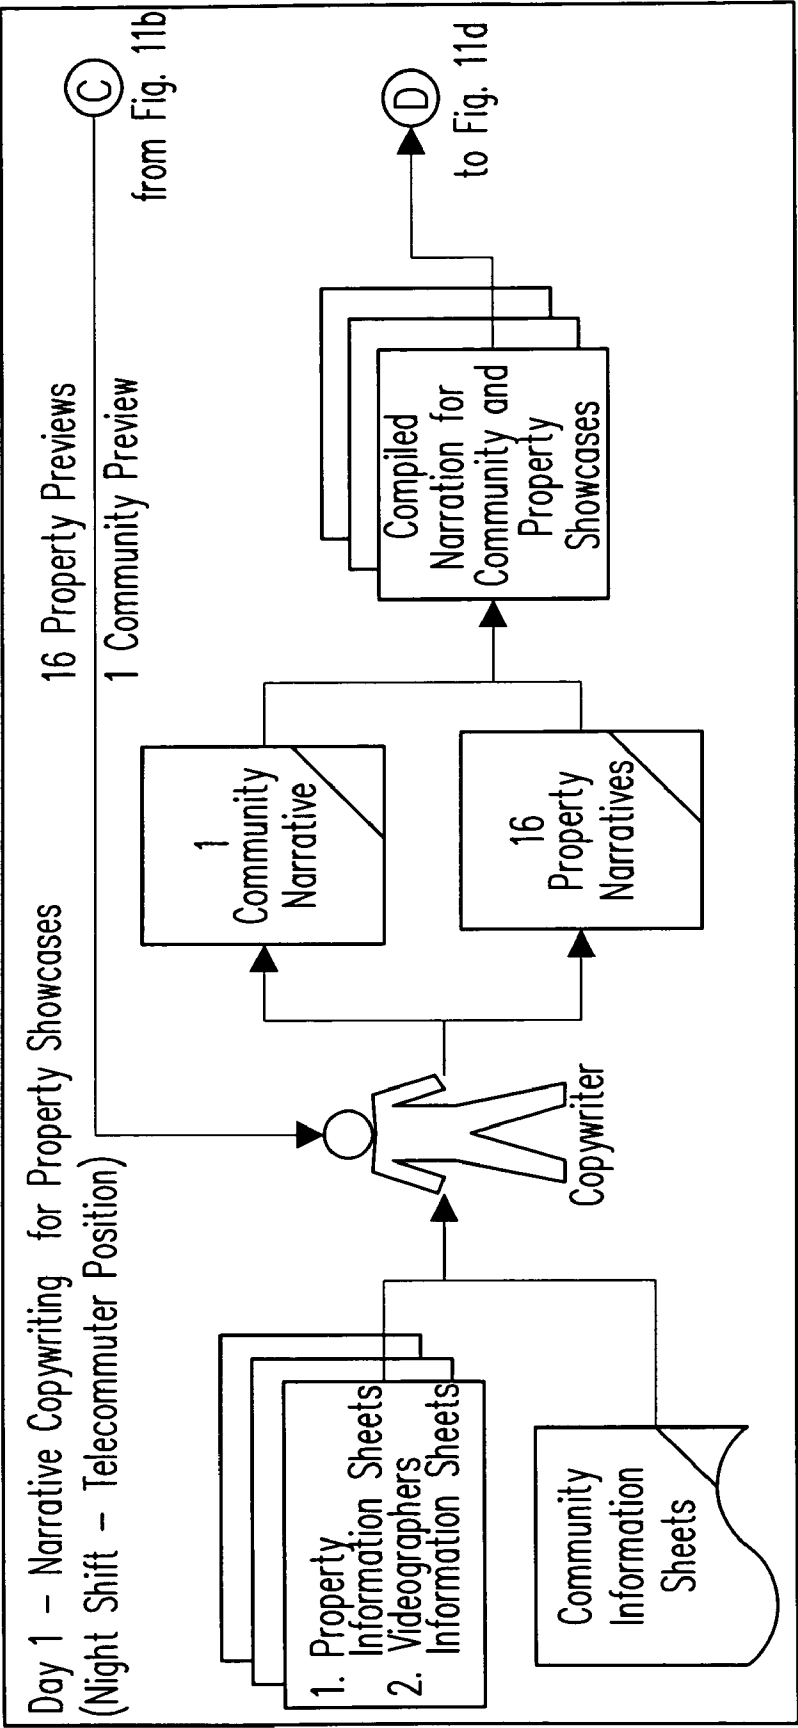 Day 1 – Narrative Copywriting for Property Showcases
(Night Shift – Telecommuter Position)
16 Property Previews
1 Community Preview
C
from Fig. 11b
1. Property
Information Sheets
2. Videographers
Information Sheets
Community
Information
Sheets
Copywriter
1
Community
Narrative
16
Property
Narratives
Compiled
Narration for
Community and
Property
Showcases
D
to Fig. 11d